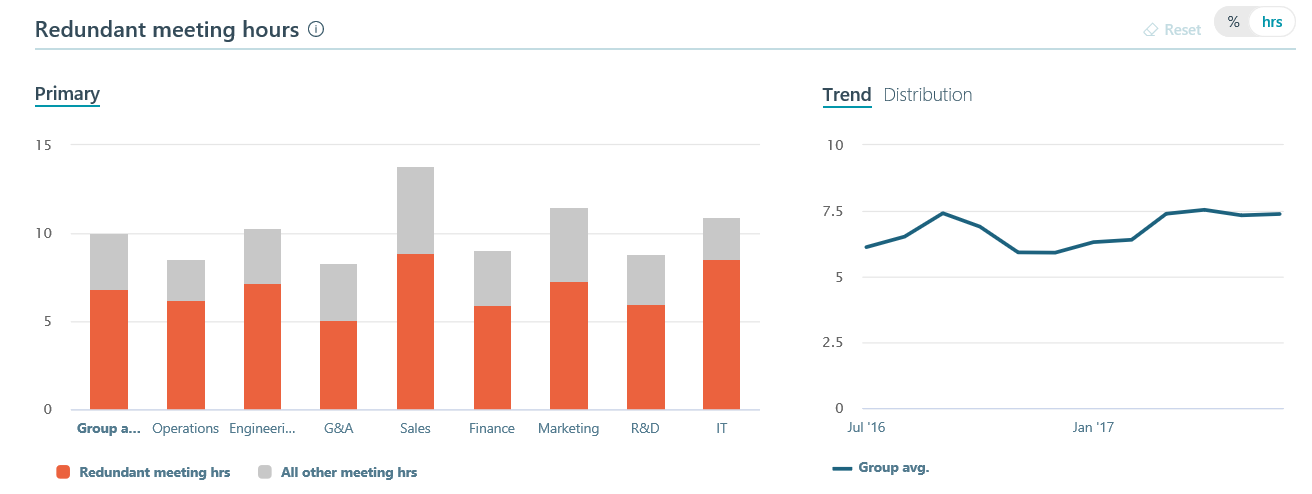 Redundant meeting hours
Reset
% hrs
Primary
15
10
5
0
Group a... Operations Engineeri... G&A Sales Finance Marketing R&D IT
Redundant meeting hrs All other meeting hrs
Trend Distribution
10
7.5
5
2.5
0
Jul '16 Jan '17
Group avg.